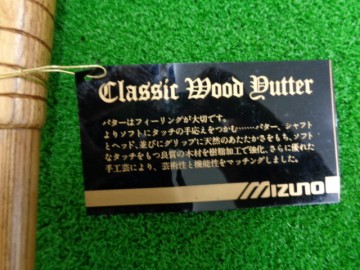 Classic Wood Putter
パターはフィーリングが大切です。
よりソフトにタッチの手応えをつかむ……パター、シャフト
とヘッド、並びにグリップに天然のあたたかさをもち、ソフト
なタッチをもつ良質の木材を樹脂加工で強化、さらに優れた
手工芸により、芸術性と機能性をマッチングしました。
MIZUNO